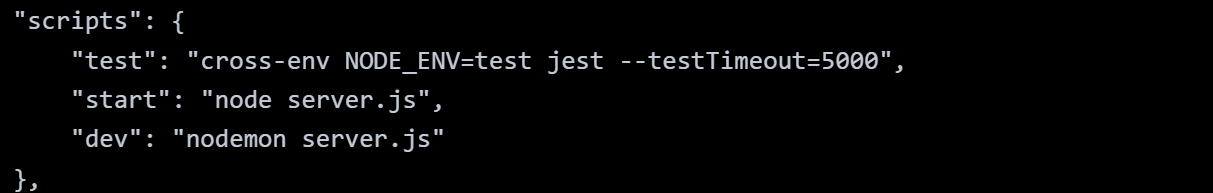 "scripts": {
    "test": "cross-env NODE_ENV=test jest --testTimeout=5000",
    "start": "node server.js",
    "dev": "nodemon server.js"
},